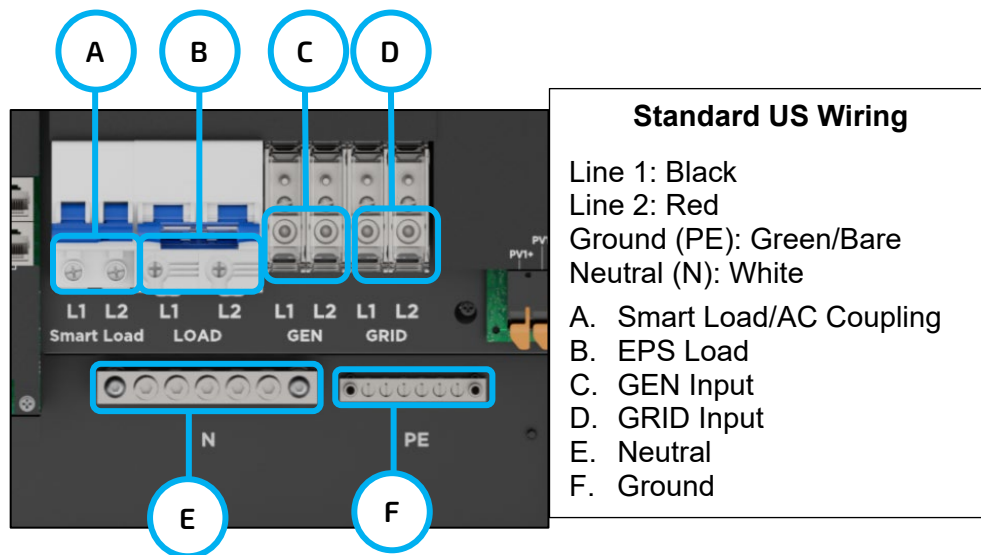 A B C D
Standard US Wiring
Line 1: Black
Line 2: Red
Ground (PE): Green/Bare
Neutral (N): White
A. Smart Load/AC Coupling
B. EPS Load
C. GEN Input
D. GRID Input
E. Neutral
F. Ground
PV1+ PV
L1 L2 L1 L2 L1 L2 L1 L2
Smart Load LOAD GEN GRID
N PE
E F